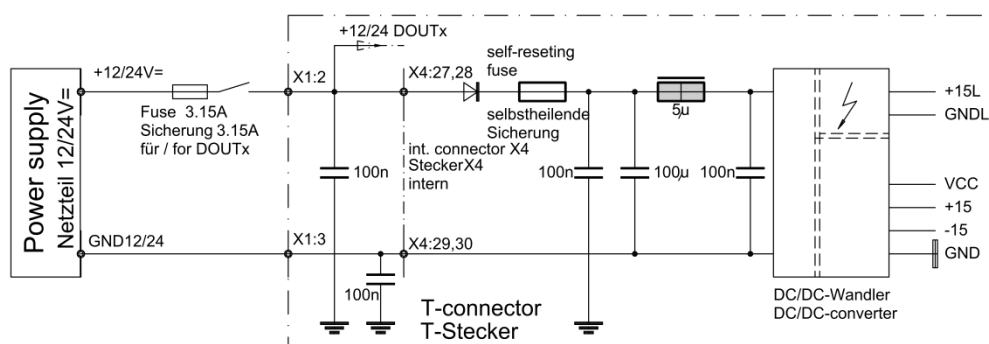 +12/24 DOUTx
Power supply
Netzteil 12/24V=
+12/24V=
Fuse 3.15A
Sicherung 3.15A
für / for DOUTx
X1:2
X4:27,28
self-reseting
fuse
selbstheilende
Sicherung
int. connector X4
SteckerX4
intern
100n
100n
100µ
5µ
100n
+15L
GNDL
VCC
+15
-15
GND
GND12/24
X1:3
X4:29,30
100n
T-connector
T-Stecker
DC/DC-Wandler
DC/DC-converter